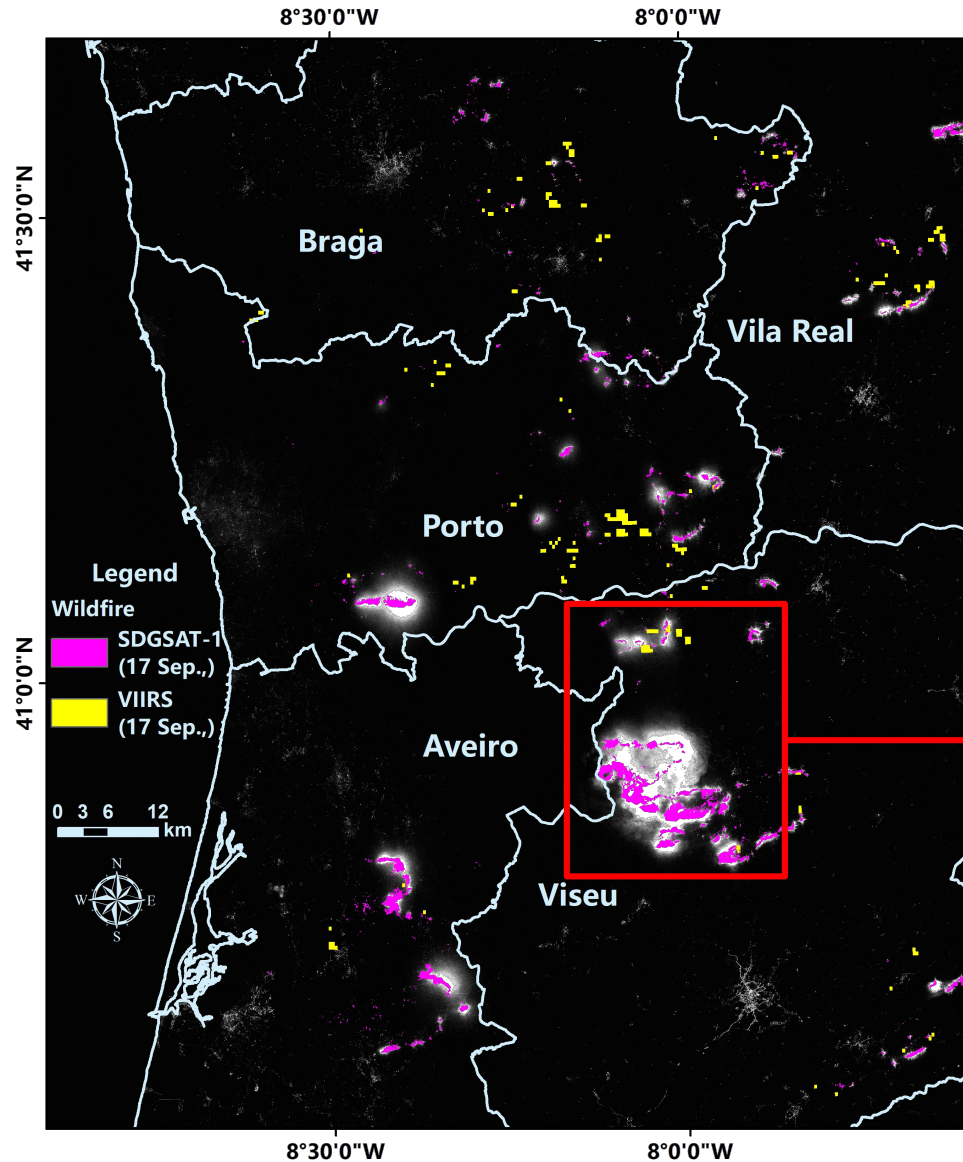 8°30'0"W 8°0'0"W
41°30'0"N
Braga
Vila Real
Porto
Legend
Wildfire
SDGSAT-1
(17 Sep.,)
VIIRS
(17 Sep.,)
41°0'0"N
Aveiro
0 3 6 12
km
N
W E
S
Viseu
8°30'0"W 8°0'0"W